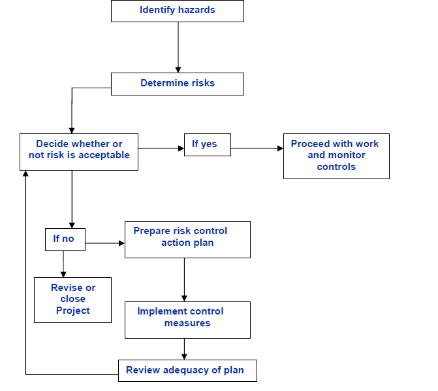 Identify hazards
Determine risks
Decide whether or
not risk is acceptable
If yes
Proceed with work
and monitor
controls
If no
Prepare risk control
action plan
Revise or
close
Project
Implement control
measures
Review adequacy of plan